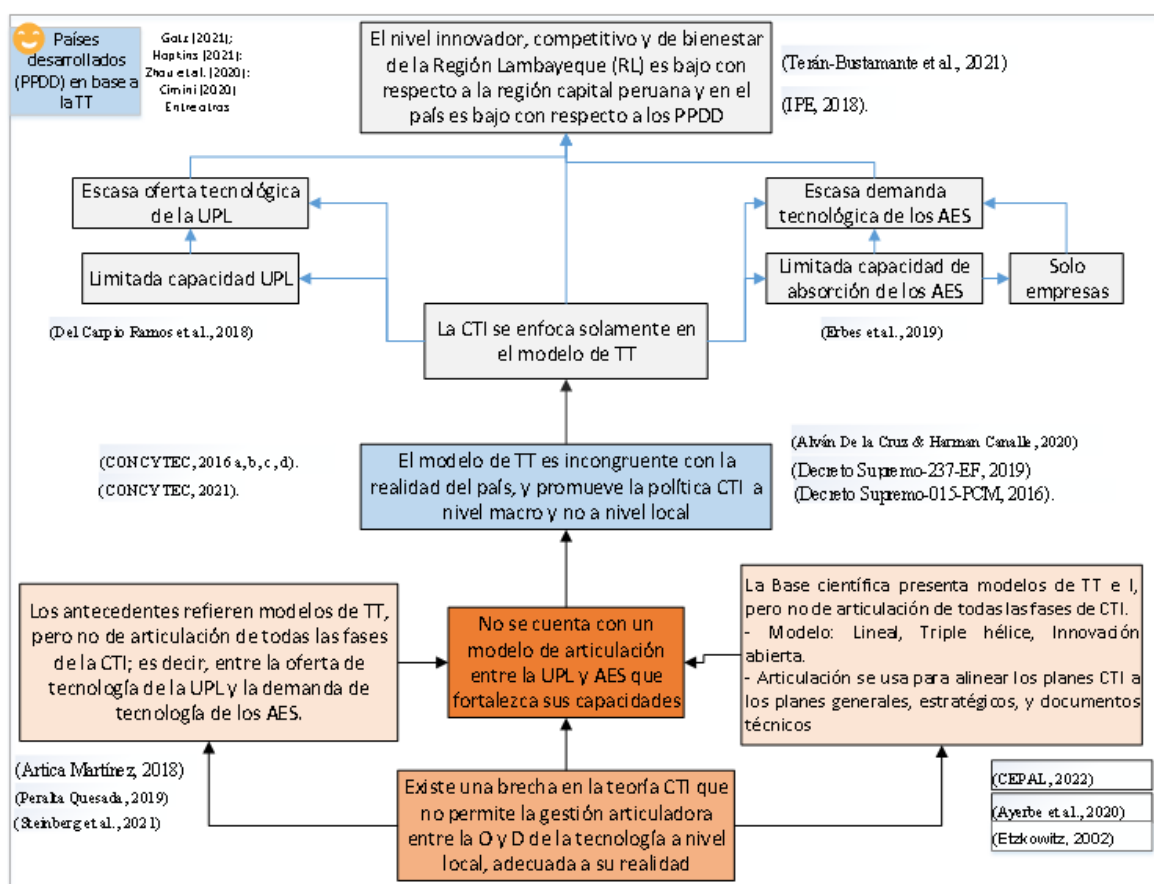 Países
desarrollados
(PPDD) en base a
la TT
Hopkins (2021);
Zhou et al. (2020);
Cimini (2020)
Entre otros
El nivel innovador, competitivo y de bienestar
de la Región Lambayeque (RL) es bajo con
respecto a la región capital peruana y en el
país es bajo con respecto a los PPDD
(Terán-Bustamante et al., 2021)
(IPE, 2018).
Escasa oferta tecnológica
de la UPL
Escasa demanda
tecnológica de los AES
Limitada capacidad UPL
Limitada capacidad de
absorción de los AES
Solo
empresas
(Del Carpio Ramos et al., 2018)
La CTI se enfoca solamente en
el modelo de TT
(Erbes et al., 2019)
(CONCYTEC, 2016 a, b, c, d).
(CONCYTEC, 2021).
El modelo de TT es incongruente con la
realidad del país, y promueve la política CTI a
nivel macro y no a nivel local
(Alván De la Cruz & Harman Canalle, 2020)
(Decreto Supremo-237-EF, 2019)
(Decreto Supremo-015-PCM, 2016).
Los antecedentes refieren modelos de TT,
pero no de articulación de todas las fases
de la CTI; es decir, entre la oferta de
tecnología de la UPL y la demanda de
tecnología de los AES.
No se cuenta con un
modelo de articulación
entre la UPL y AES que
fortalezca sus capacidades
La Base científica presenta modelos de TT e I,
pero no de articulación de todas las fases de CTI.
- Modelo: Lineal, Triple hélice, Innovación
abierta.
- Articulación se usa para alinear los planes CTI a
los planes generales, estratégicos, y documentos
técnicos
(Artica Martínez, 2018)
(Peralta Quesada, 2019)
(Steinberg et al., 2021)
Existe una brecha en la teoría CTI que
no permite la gestión articuladora
entre la O y D de la tecnología a nivel
local, adecuada a su realidad
(CEPAL, 2022)
(Ayerbe et al., 2020)
(Etzkowitz, 2002)